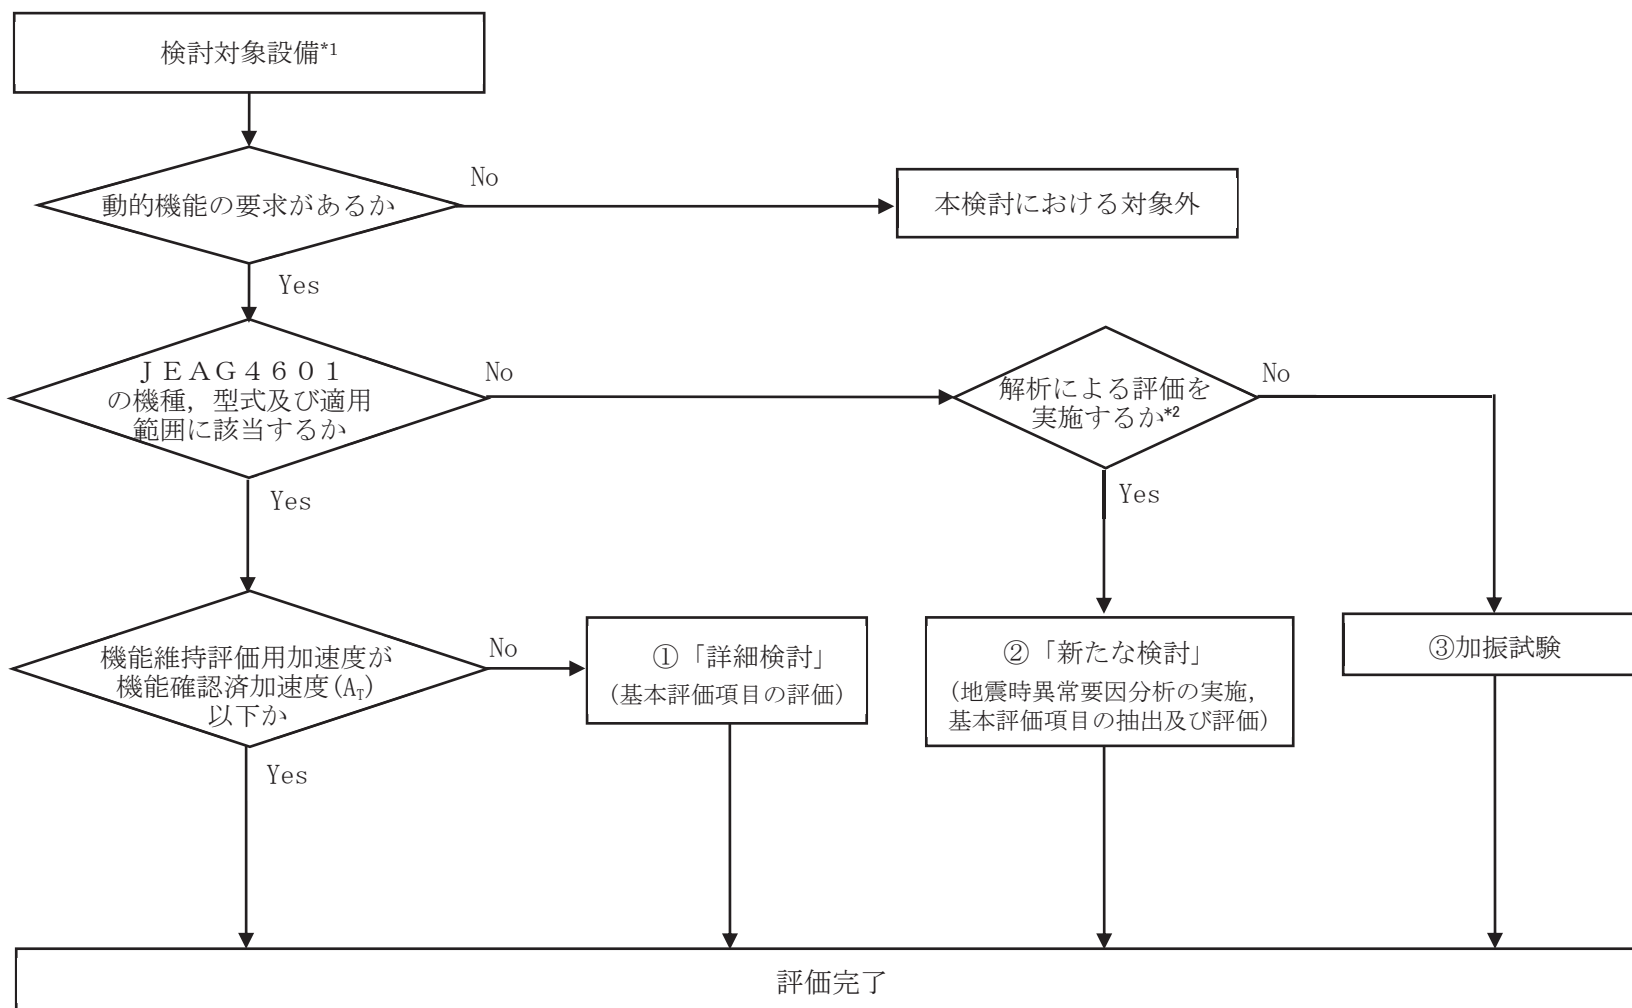 検討対象設備*1
動的機能の要求があるか
No
本検討における対象外
Yes
ＪＥＡＧ４６０１
の機種，型式及び適用
範囲に該当するか
No
解析による評価を
実施するか*2
No
Yes
Yes
機能維持評価用加速度が
機能確認済加速度(AT)
以下か
No
①「詳細検討」
（基本評価項目の評価）
②「新たな検討」
（地震時異常要因分析の実施，
基本評価項目の抽出及び評価）
③加振試験
Yes
評価完了